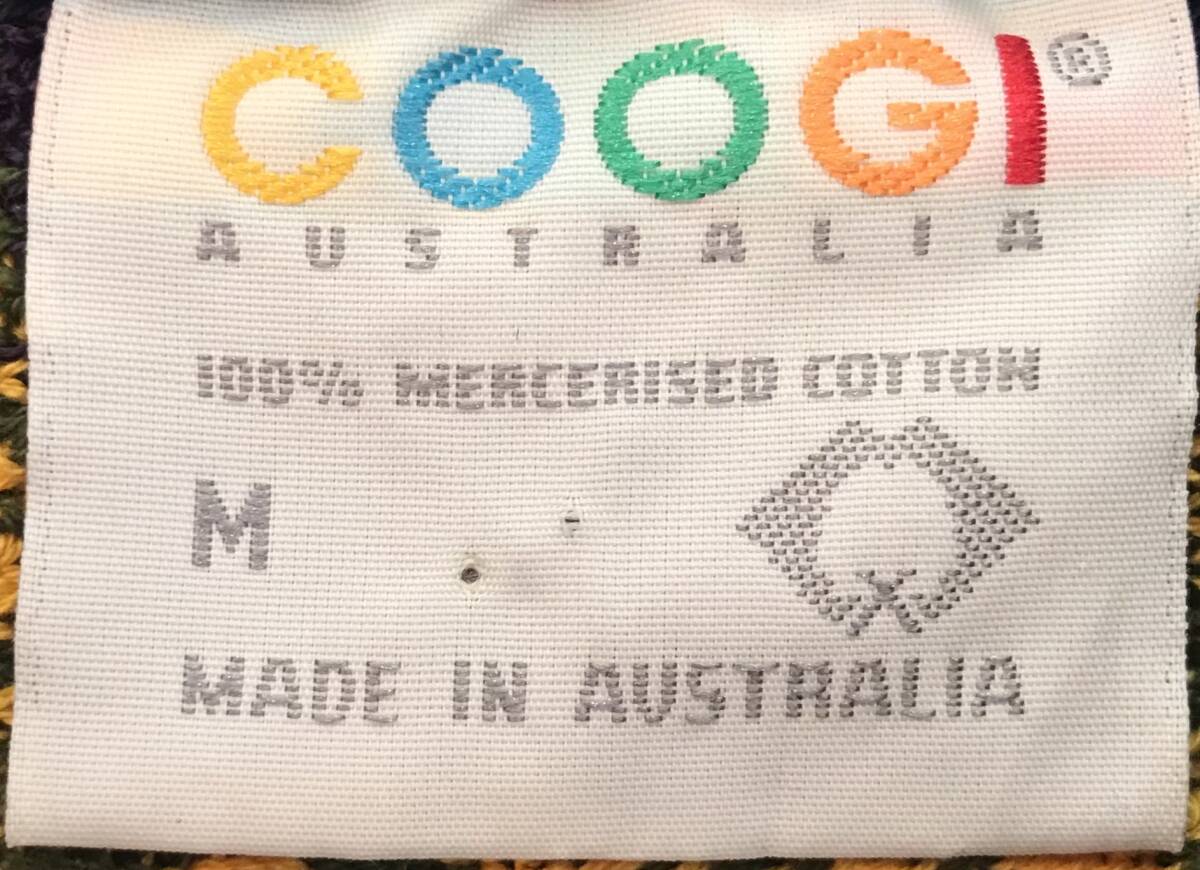 COOGI®
AUSTRALIA
100% MERCERISED COTTON
M
MADE IN AUSTRALIA